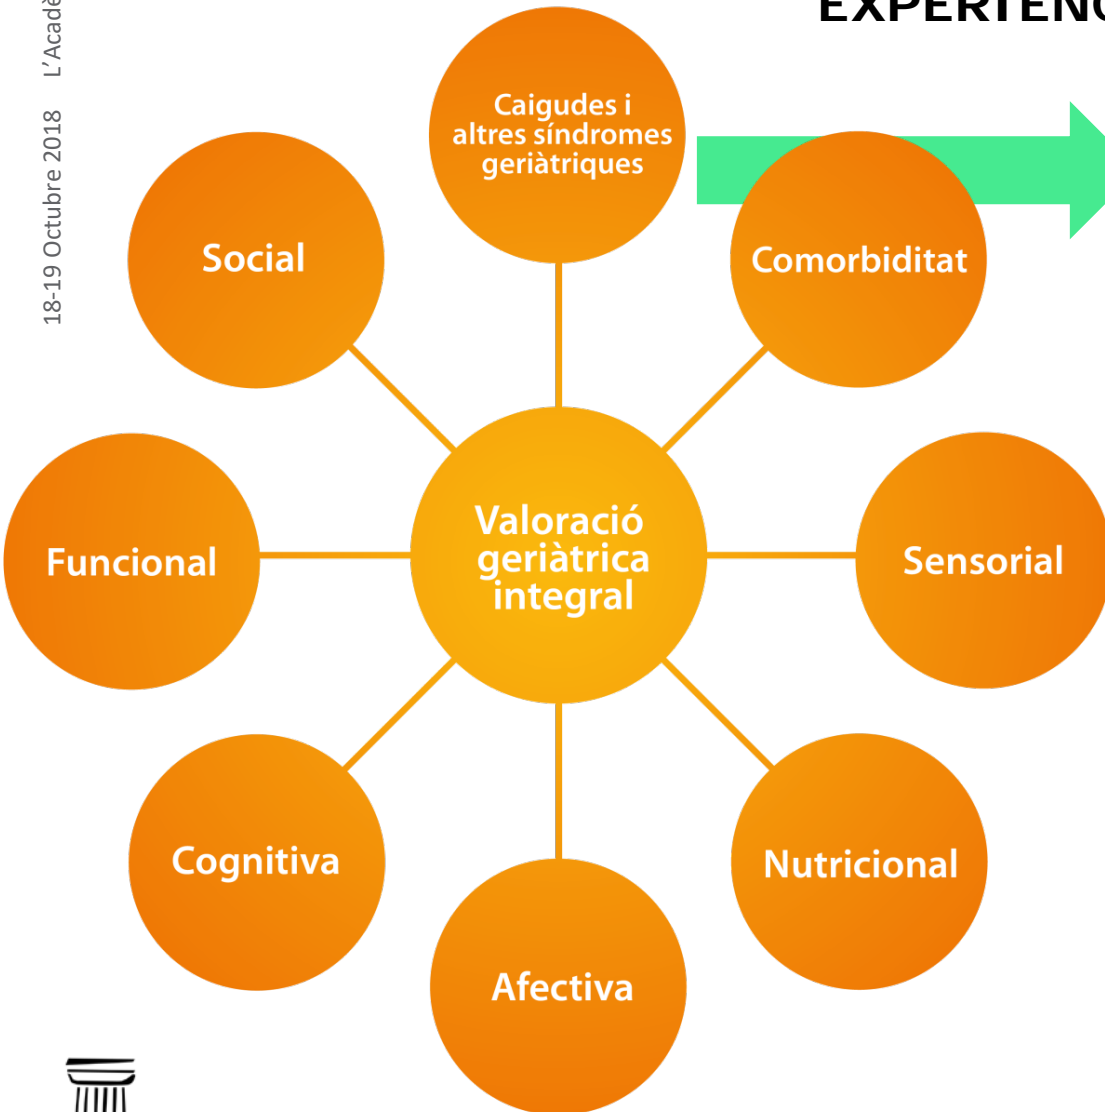 EXPERIENC
18-19 Octubre 2018 L'Acadè
Caigudes i
altres síndromes
geriàtriques
Social
Comorbiditat
Funcional
Valoració
geriàtrica
integral
Sensorial
Cognitiva
Nutricional
Afectiva